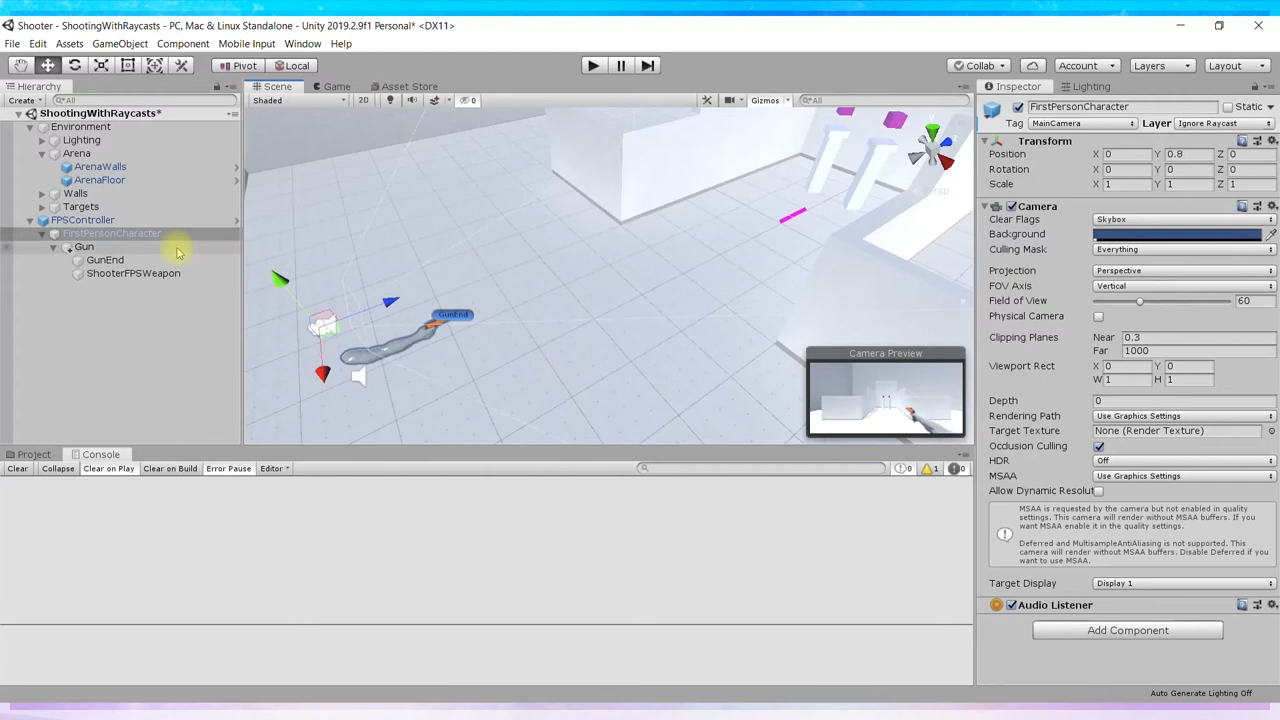 Shooter - ShootingWithRaycasts - PC, Mac & Linux Standalone - Unity 2019.2.9f1 Personal* <DX11>
File Edit Assets GameObject Component Mobile Input Window Help
Pivot Local Collab Account Layers Layout
Hierarchy Scene Game Asset Store Inspector Lighting
Create All Shaded 2D 0 Gizmos All FirstPersonCharacter Static
ShootingWithRaycasts*
Tag MainCamera Layer Ignore Raycast
Environment
Lighting
Arena
ArenaWalls
ArenaFloor
Walls
Targets
FPSController
FirstPersonCharacter
Gun
GunEnd
ShooterFPSWeapon
GunEnd
Camera Preview
Transform
Position X 0 Y 0.8 Z 0
Rotation X 0 Y 0 Z 0
Scale X 1 Y 1 Z 1
Camera
Clear Flags Skybox
Background
Culling Mask Everything
Projection Perspective
FOV Axis Vertical
Field of View 60
Physical Camera
Clipping Planes Near 0.3
Far 1000
Viewport Rect X 0 Y 0
W 1 H 1
Depth 0
Rendering Path Use Graphics Settings
Target Texture None (Render Texture)
Occlusion Culling
HDR Off
MSAA Use Graphics Settings
Allow Dynamic Resolut
MSAA is requested by the camera but not enabled in quality
settings. This camera will render without MSAA buffers. If you
want MSAA enable it in the quality settings.
Deferred and MultisampleAntiAliasing is not supported. This
camera will render without MSAA buffers. Disable Deferred if you
want to use MSAA.
Target Display Display 1
Audio Listener
Add Component
Project Console
Clear Collapse Clear on Play Clear on Build Error Pause Editor 0 1 0
Auto Generate Lighting Off